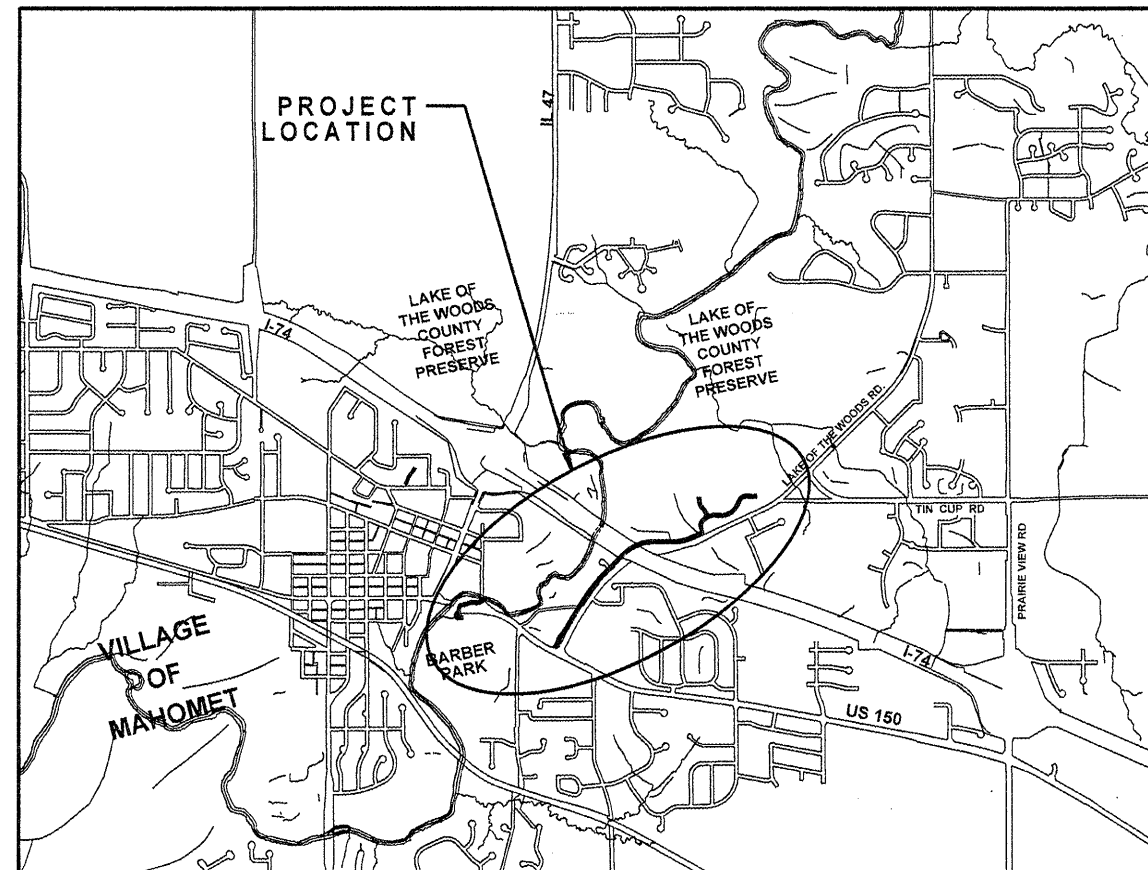 PROJECT
LOCATION
IL 47
LAKE OF
THE WOODS
COUNTY
FOREST
PRESERVE
I-74
LAKE OF
THE WOODS
COUNTY
FOREST
PRESERVE
LAKE OF THE WOODS RD.
TIN CUP RD
PRAIRIE VIEW RD
BARBER
PARK
VILLAGE
OF
MAHOMET
I-74
US 150